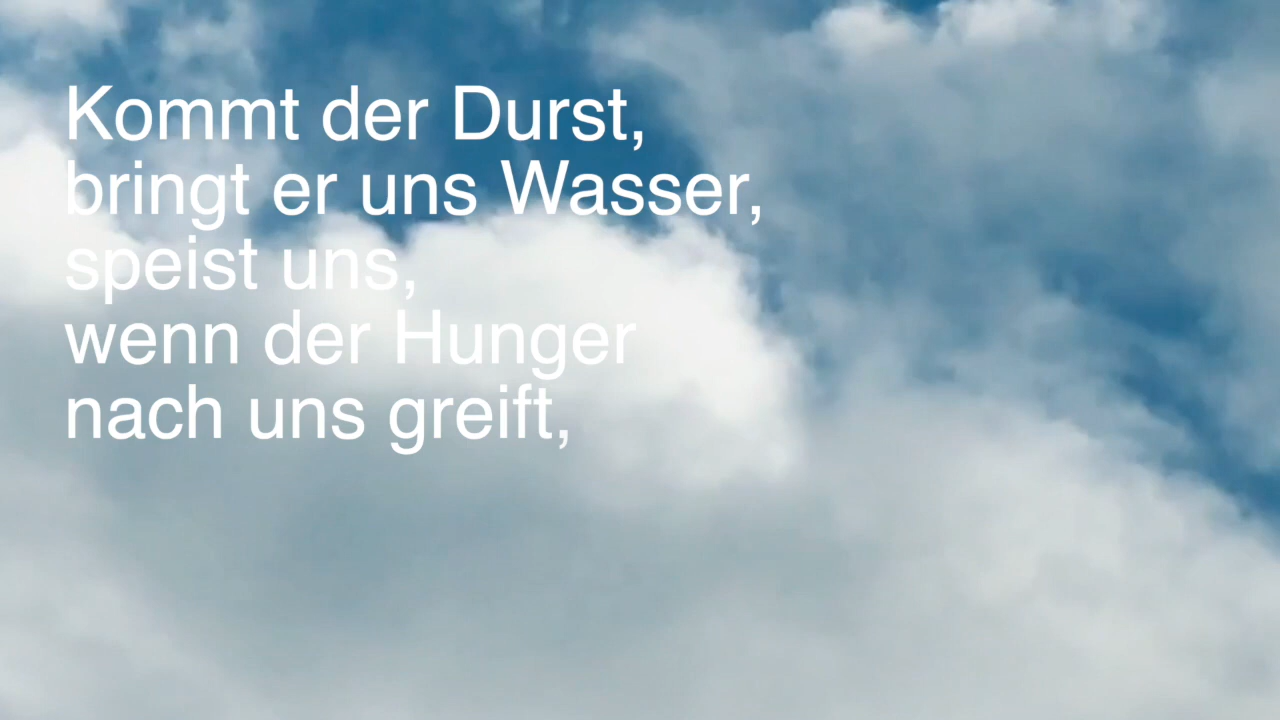 Kommt der Durst,
bringt er uns Wasser,
speist uns,
wenn der Hunger
nach uns greift,